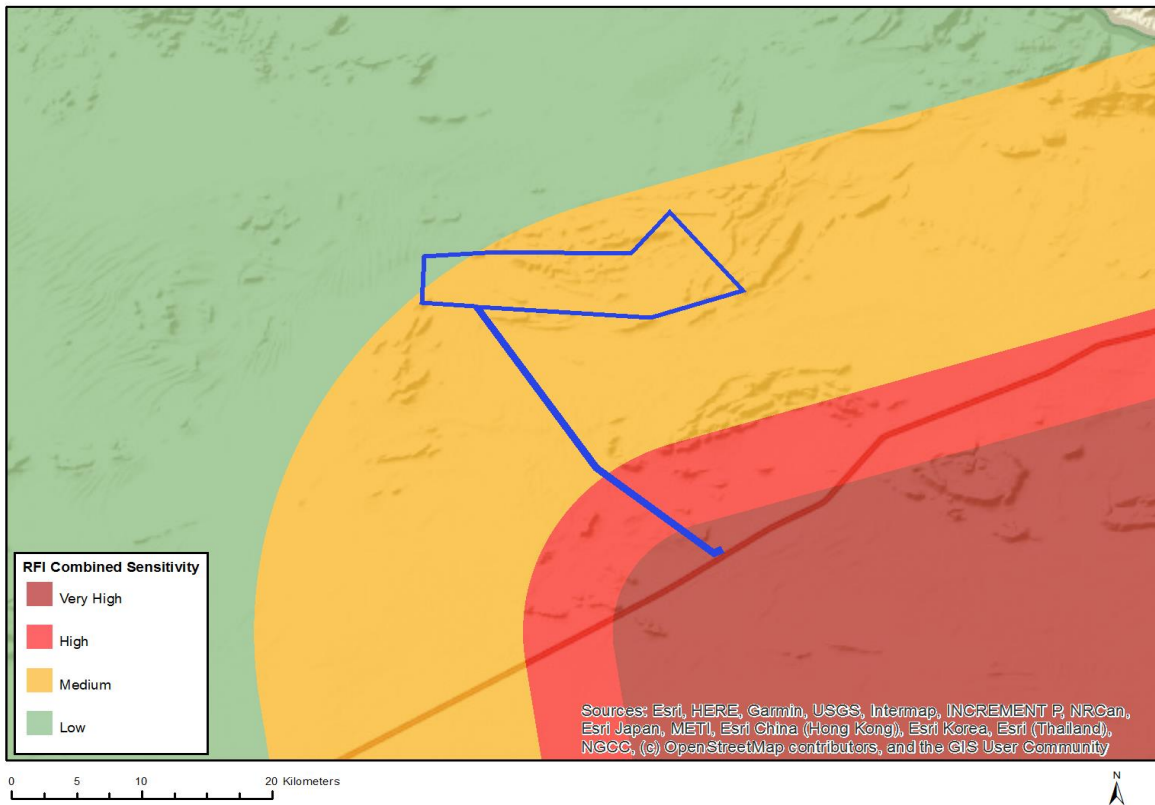 RFI Combined Sensitivity
Very High
High
Medium
Low
Sources: Esri, HERE, Garmin, USGS, Intermap, INCREMENT P, NRCan,
Esri Japan, METI, Esri China (Hong Kong), Esri Korea, Esri (Thailand),
NGCC, (c) OpenStreetMap contributors, and the GIS User Community
0 5 10 20 Kilometers
N